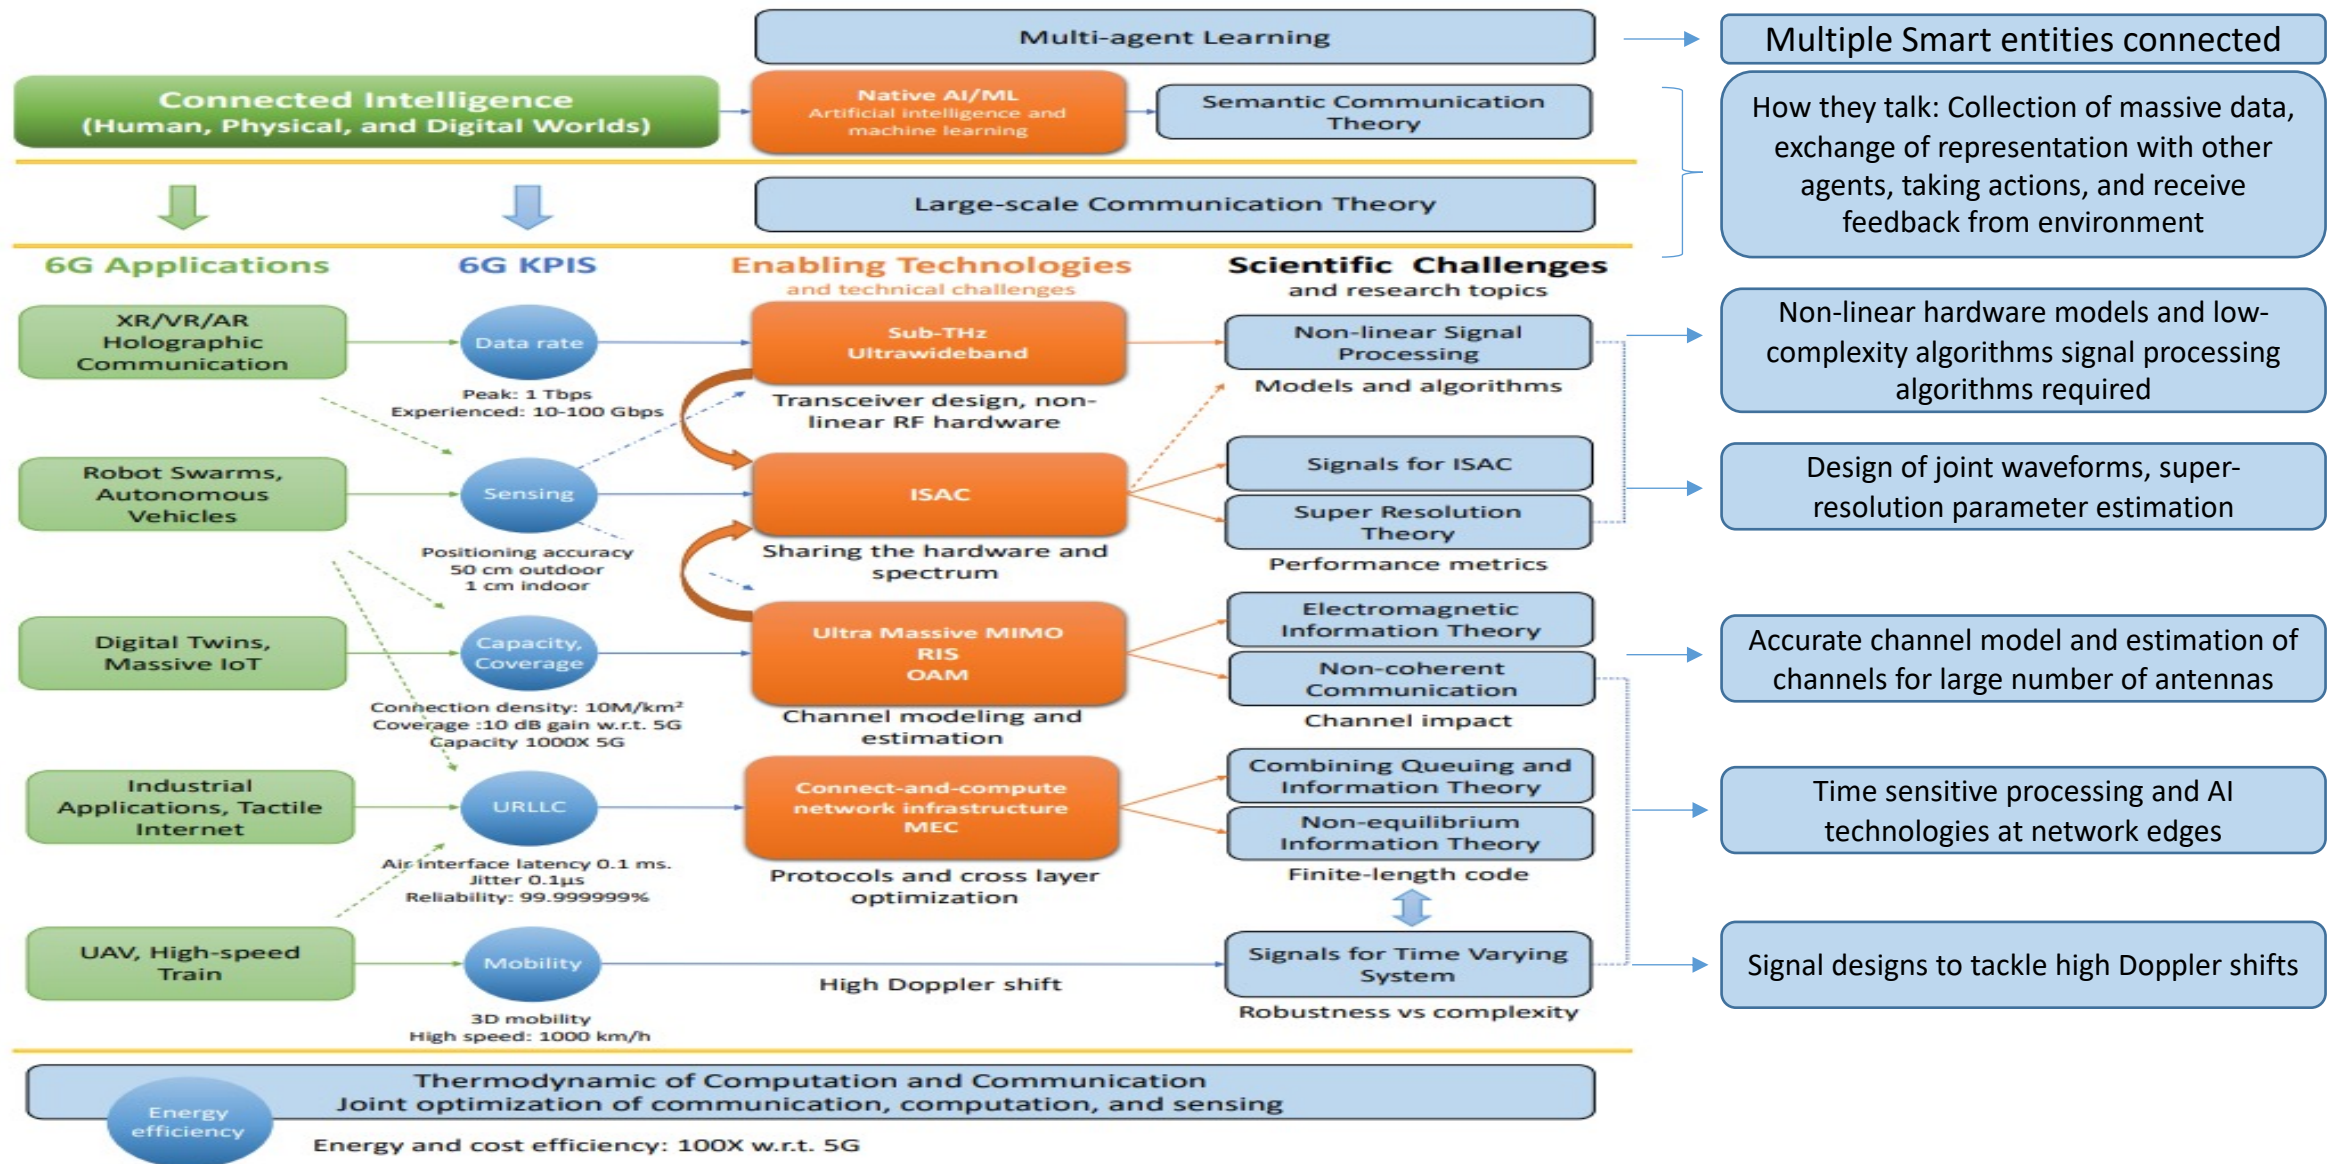 Multi-agent Learning
Multiple Smart entities connected
Connected Intelligence
(Human, Physical, and Digital Worlds)
Native AI/ML
Artificial intelligence and
machine learning
Semantic Communication
Theory
How they talk: Collection of massive data,
exchange of representation with other
agents, taking actions, and receive
feedback from environment
Large-scale Communication Theory
6G Applications
6G KPIS
Enabling Technologies
and technical challenges
Scientific Challenges
and research topics
XR/VR/AR
Holographic
Communication
Data rate
Peak: 1 Tbps
Experienced: 10-100 Gbps
Sub-THz
Ultrawideband
Transceiver design, non-
linear RF hardware
Non-linear Signal
Processing
Models and algorithms
Non-linear hardware models and low-
complexity algorithms signal processing
algorithms required
Robot Swarms,
Autonomous
Vehicles
Sensing
Positioning accuracy
50 cm outdoor
1 cm indoor
ISAC
Sharing the hardware and
spectrum
Signals for ISAC
Super Resolution
Theory
Performance metrics
Design of joint waveforms, super-
resolution parameter estimation
Digital Twins,
Massive IoT
Capacity,
Coverage
Connection density: 10M/km²
Coverage :10 dB gain w.r.t. 5G
Capacity 1000X 5G
Ultra Massive MIMO
RIS
OAM
Channel modeling and
estimation
Electromagnetic
Information Theory
Non-coherent
Communication
Channel impact
Accurate channel model and estimation of
channels for large number of antennas
Industrial
Applications, Tactile
Internet
URLLC
Air interface latency 0.1 ms.
Jitter 0.1μs
Reliability: 99.999999%
Connect-and-compute
network infrastructure
MEC
Protocols and cross layer
optimization
Combining Queuing and
Information Theory
Non-equilibrium
Information Theory
Finite-length code
Time sensitive processing and AI
technologies at network edges
UAV, High-speed
Train
Mobility
3D mobility
High speed: 1000 km/h
High Doppler shift
Signals for Time Varying
System
Robustness vs complexity
Signal designs to tackle high Doppler shifts
Thermodynamic of Computation and Communication
Joint optimization of communication, computation, and sensing
Energy
efficiency
Energy and cost efficiency: 100X w.r.t. 5G